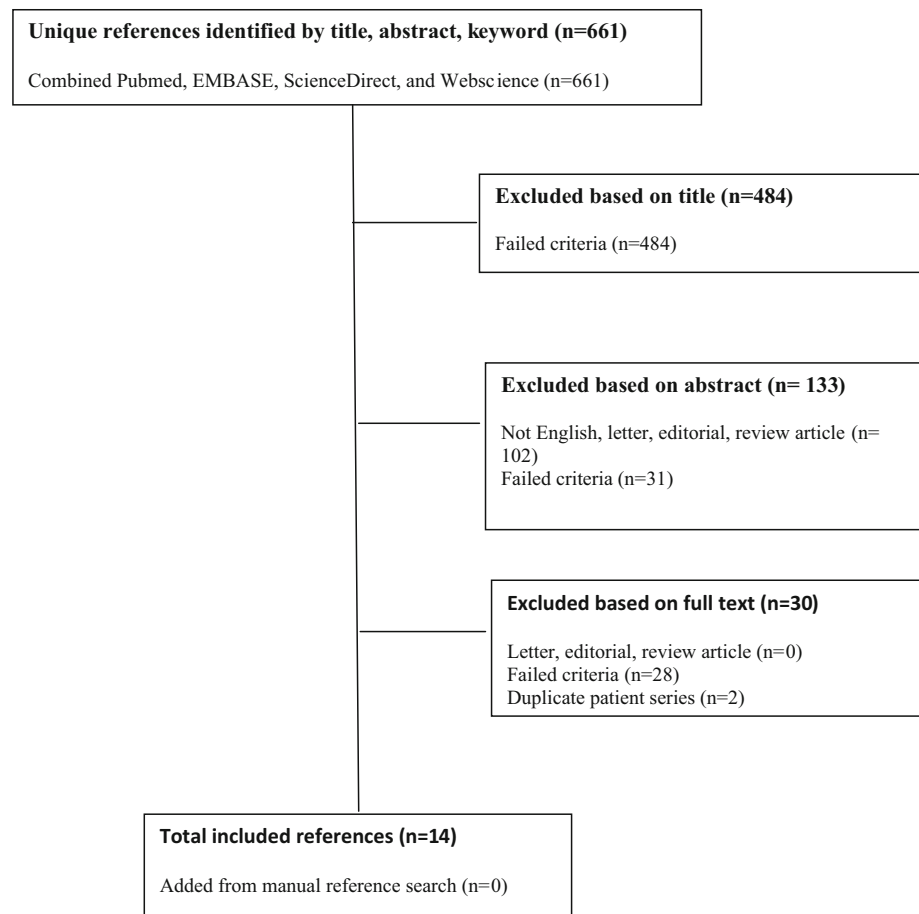 Unique references identified by title, abstract, keyword (n=661)
Combined Pubmed, EMBASE, ScienceDirect, and Webscience (n=661)
Excluded based on title (n=484)
Failed criteria (n=484)
Excluded based on abstract (n= 133)
Not English, letter, editorial, review article (n=
102)
Failed criteria (n=31)
Excluded based on full text (n=30)
Letter, editorial, review article (n=0)
Failed criteria (n=28)
Duplicate patient series (n=2)
Total included references (n=14)
Added from manual reference search (n=0)